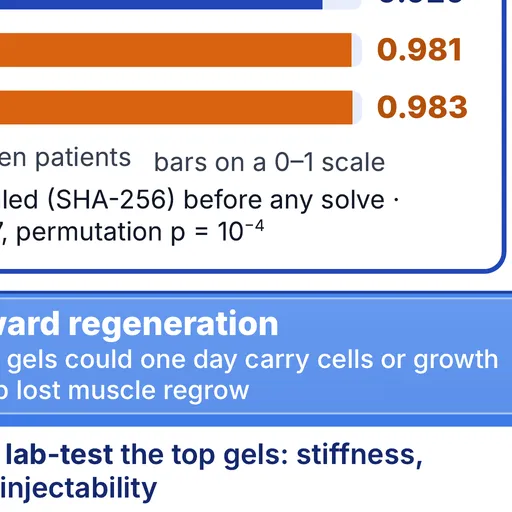 0.981
0.983
en patients bars on a 0–1 scale
led (SHA-256) before any solve ·
, permutation p = 10⁻⁴
ward regeneration
gels could one day carry cells or growth
lost muscle regrow
lab-test the top gels: stiffness,
injectability